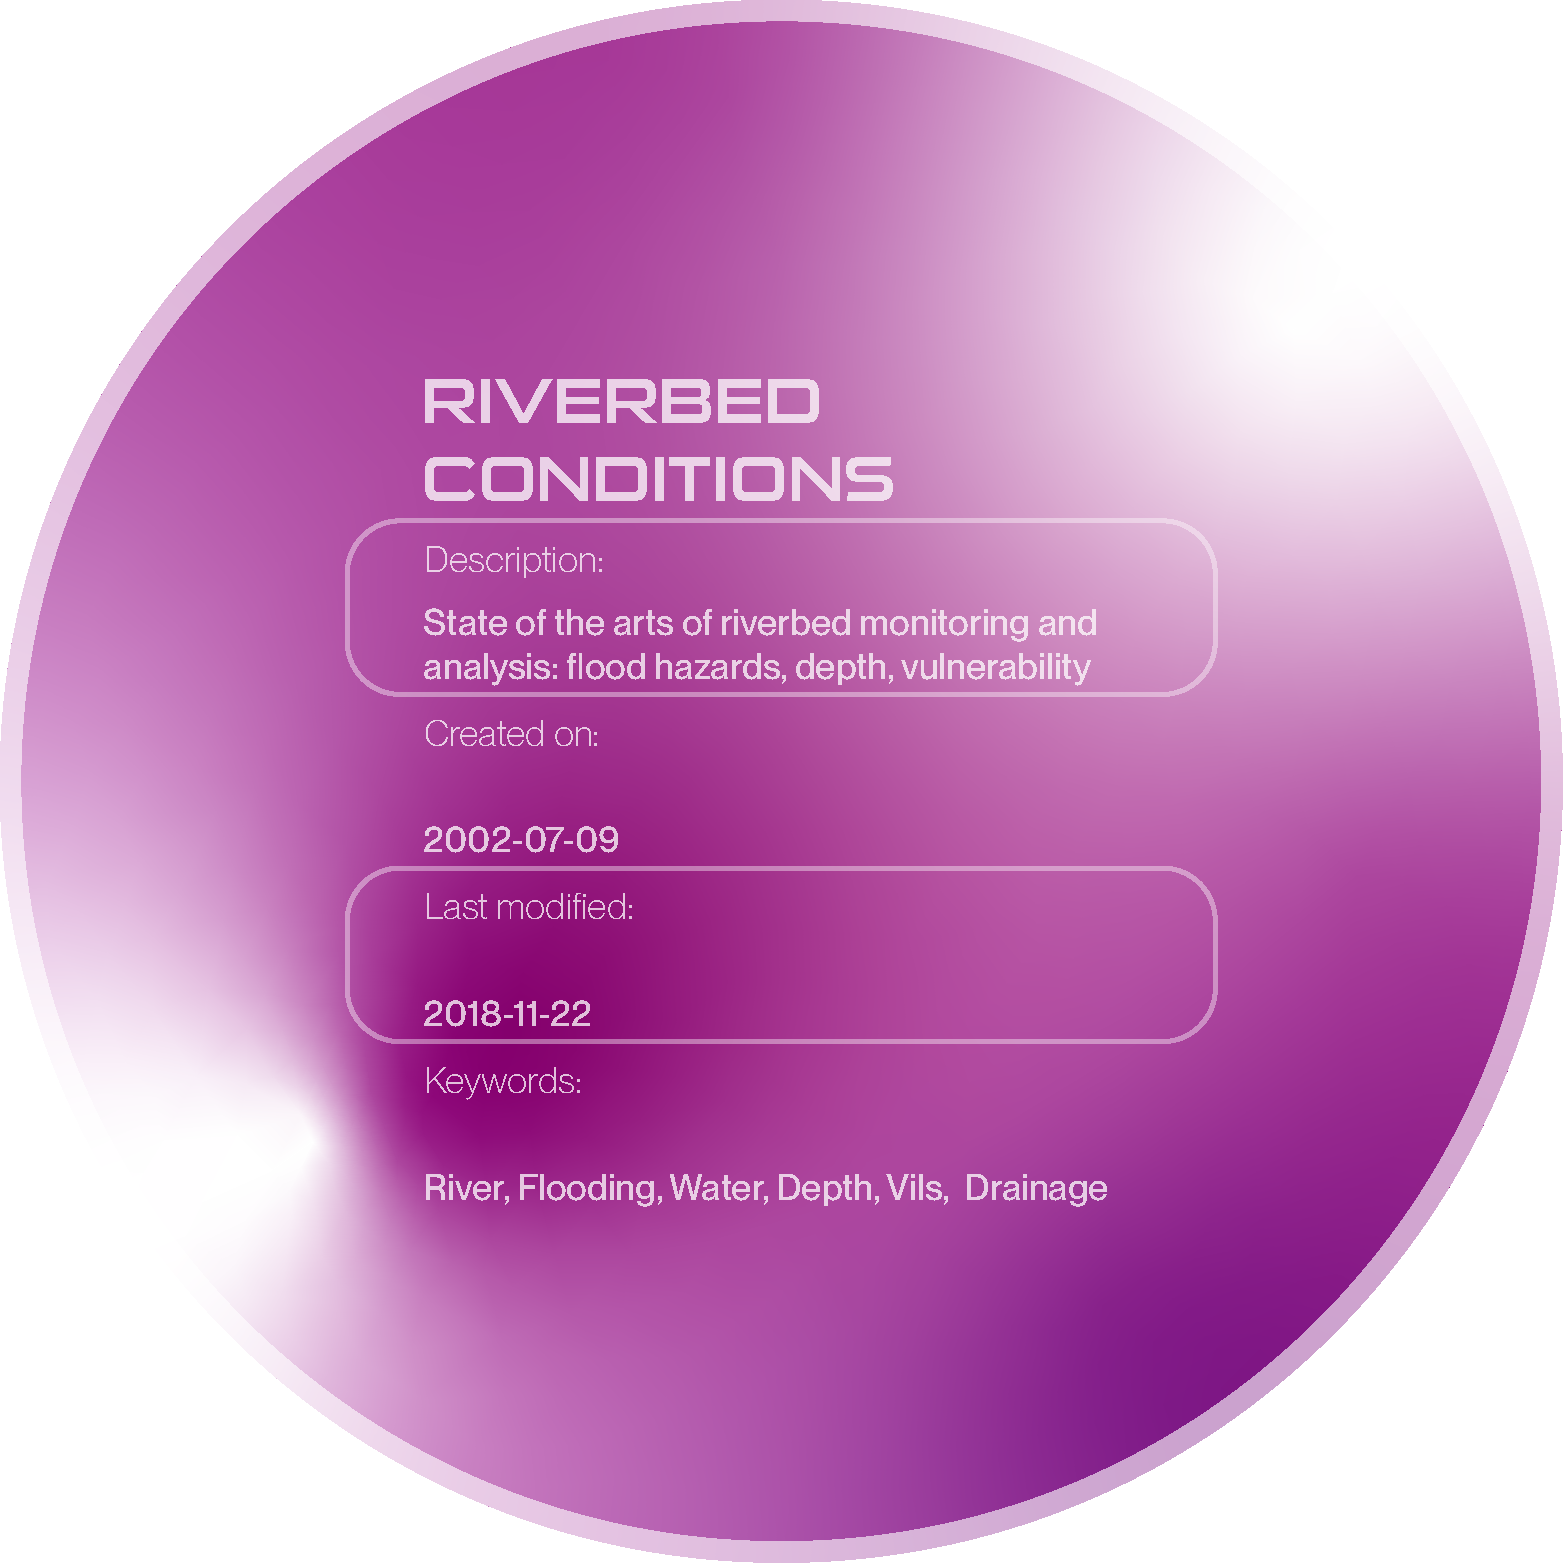 RIVERBED
CONDITIONS
Description:
State of the arts of riverbed monitoring and
analysis: flood hazards, depth, vulnerability
Created on:
2002-07-09
Last modified:
2018-11-22
Keywords:
River, Flooding, Water, Depth, Vils,  Drainage